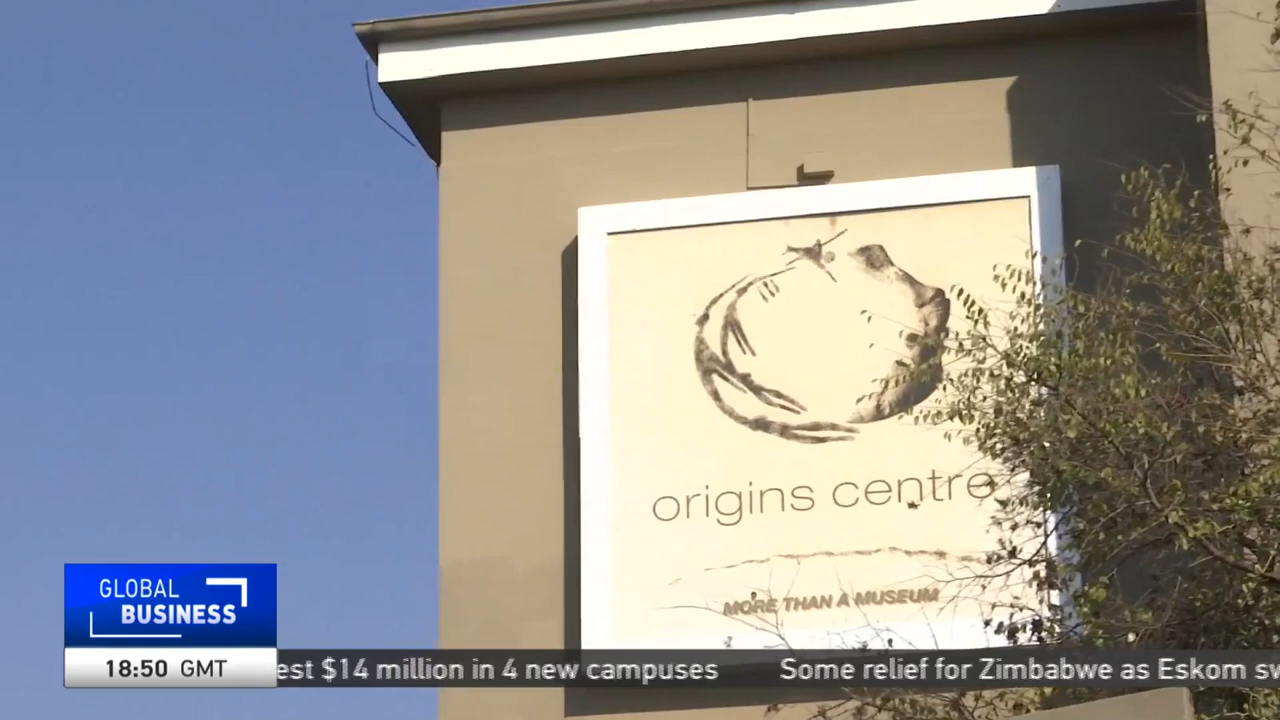 origins centre
MORE THAN A MUSEUM
GLOBAL
BUSINESS
18:50 GMT
est $14 million in 4 new campuses Some relief for Zimbabwe as Eskom sw